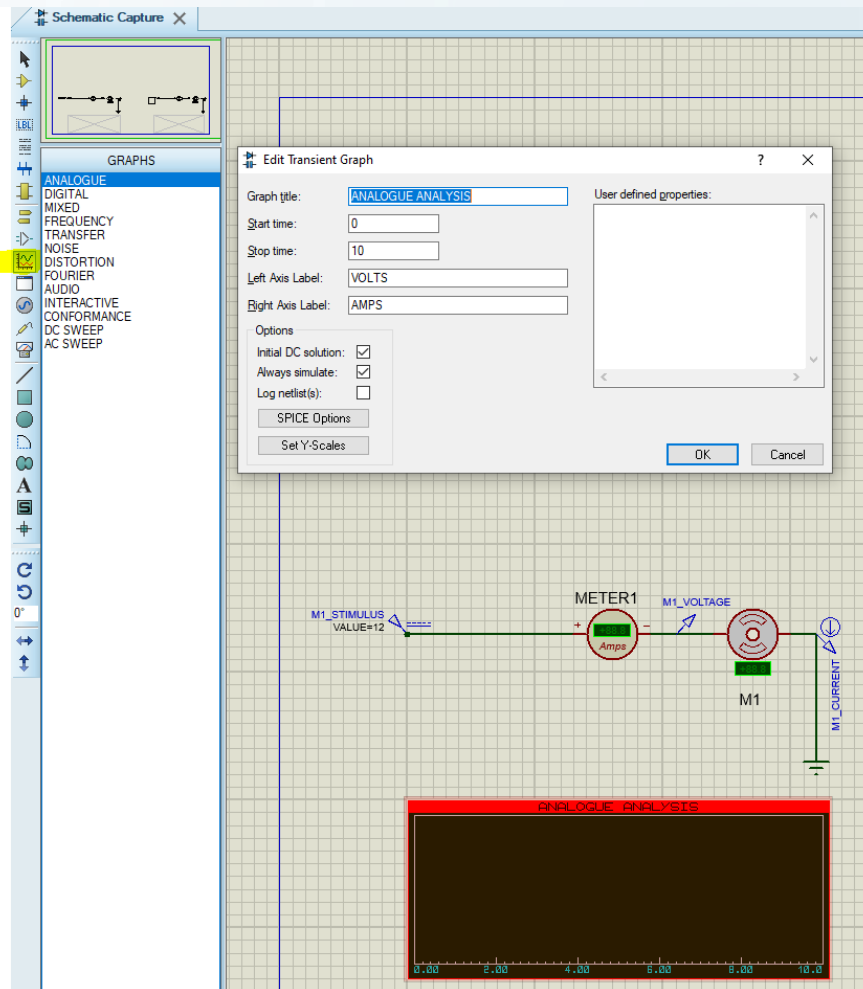 Schematic Capture
LBL
A
S
0°
GRAPHS
ANALOGUE
DIGITAL
MIXED
FREQUENCY
TRANSFER
NOISE
DISTORTION
FOURIER
AUDIO
INTERACTIVE
CONFORMANCE
DC SWEEP
AC SWEEP
Edit Transient Graph
?
Graph title: ANALOGUE ANALYSIS
User defined properties:
Start time: 0
Stop time: 10
Left Axis Label: VOLTS
Right Axis Label: AMPS
Options
Initial DC solution:
Always simulate:
Log netlist(s):
SPICE Options
Set Y-Scales
OK
Cancel
M1_STIMULUS
VALUE=12
METER1
+
−
Amps
M1_VOLTAGE
M1
M1_CURRENT
ANALOGUE ANALYSIS
0.00 2.00 4.00 6.00 8.00 10.0